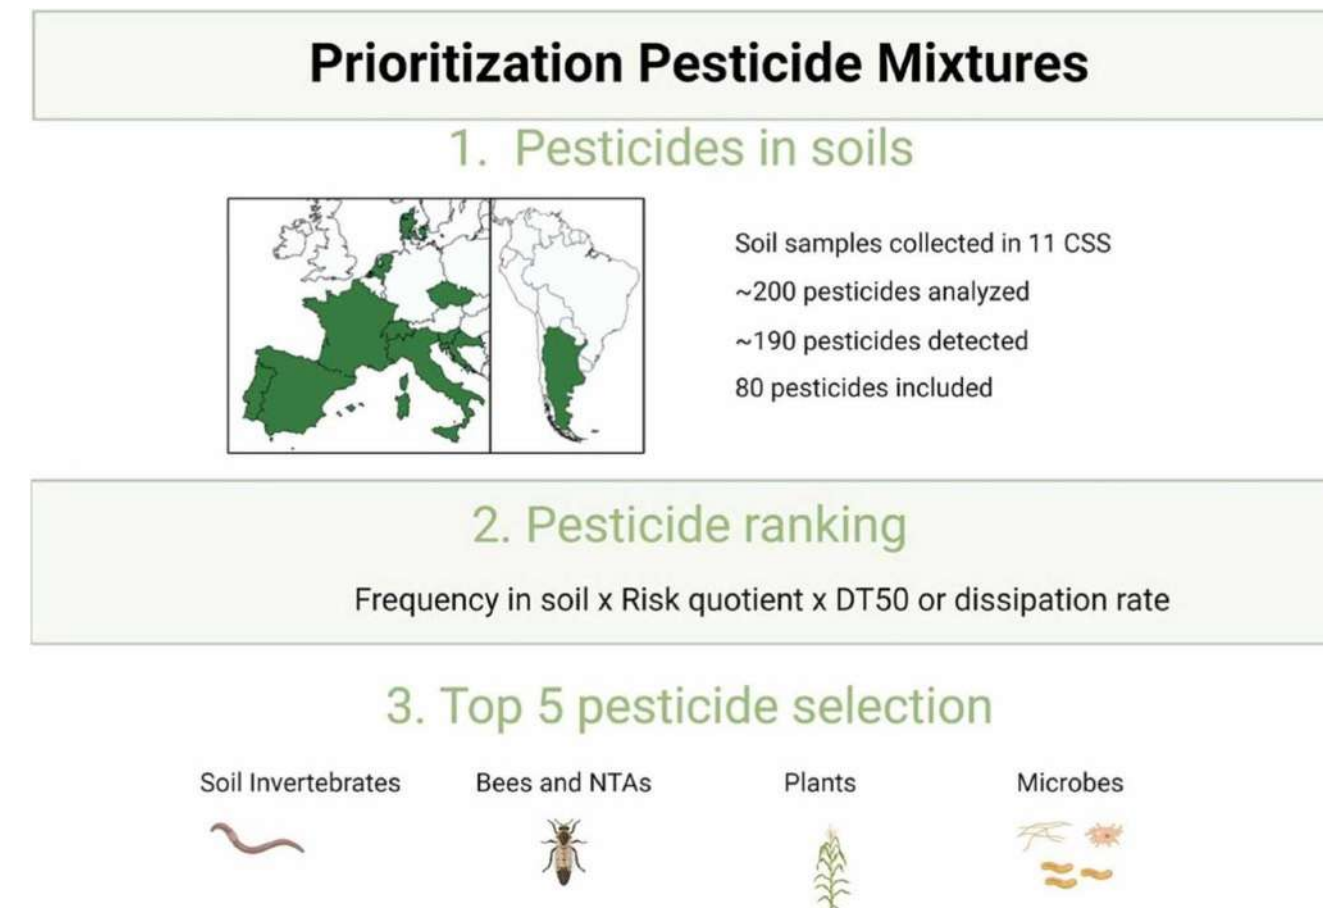 Prioritization Pesticide Mixtures
1. Pesticides in soils
Soil samples collected in 11 CSS
~200 pesticides analyzed
~190 pesticides detected
80 pesticides included
2. Pesticide ranking
Frequency in soil x Risk quotient x DT50 or dissipation rate
3. Top 5 pesticide selection
Soil Invertebrates
Bees and NTAs
Plants
Microbes